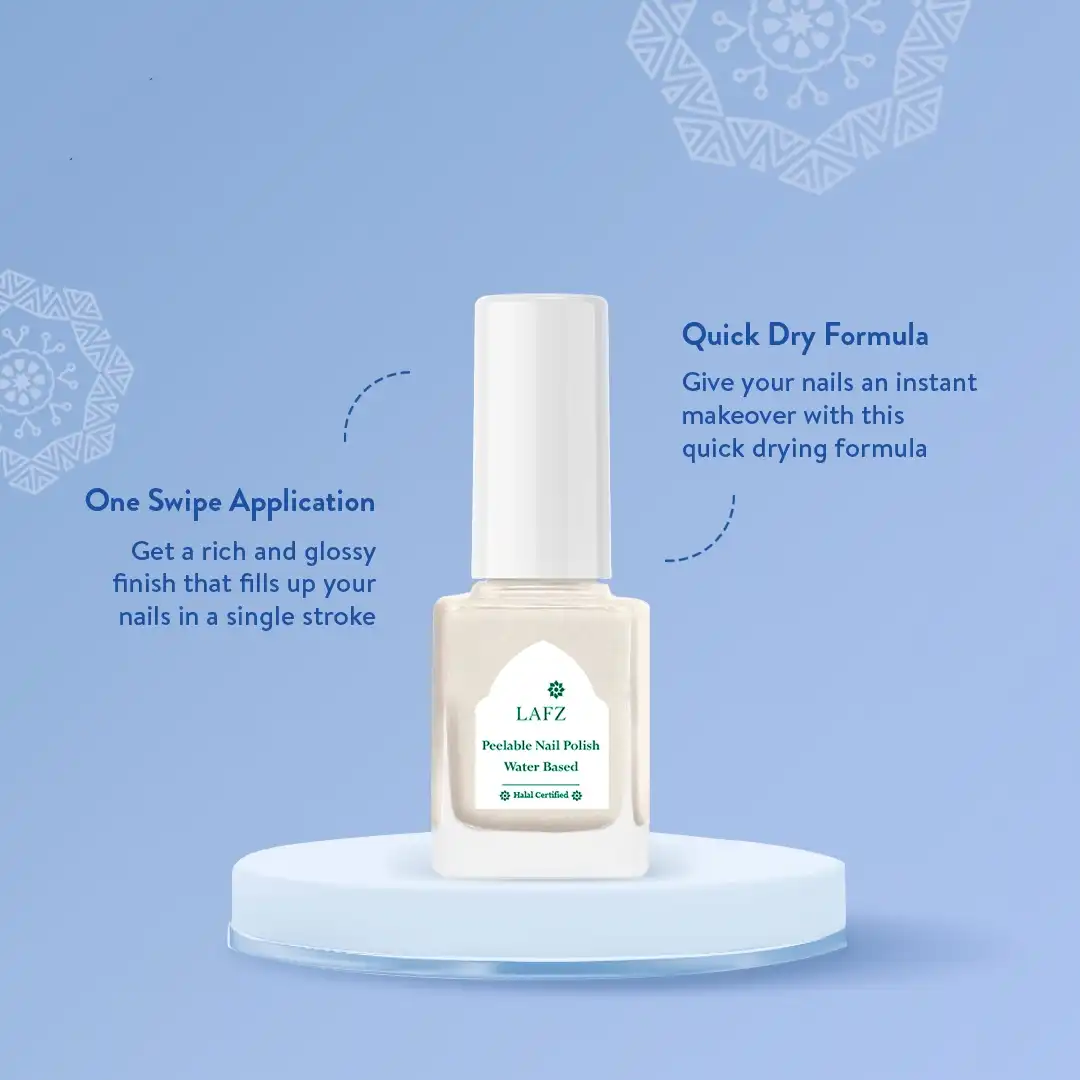 Quick Dry Formula
Give your nails an instant
makeover with this
quick drying formula
One Swipe Application
Get a rich and glossy
finish that fills up your
nails in a single stroke
LAFZ
Peelable Nail Polish
Water Based
Halal Certified